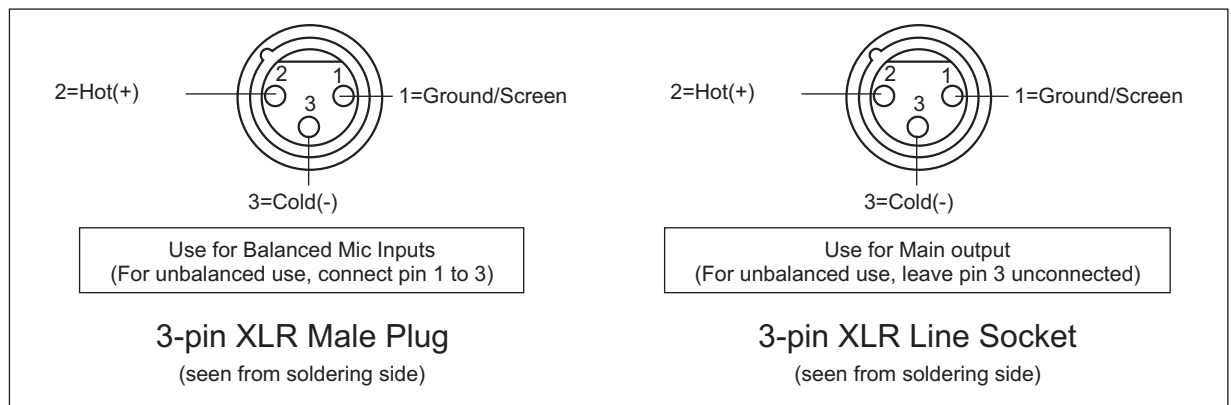 2
1
2=Hot(+)
3
1=Ground/Screen
3=Cold(-)
Use for Balanced Mic Inputs
(For unbalanced use, connect pin 1 to 3)
3-pin XLR Male Plug
(seen from soldering side)
2
1
2=Hot(+)
3
1=Ground/Screen
3=Cold(-)
Use for Main output
(For unbalanced use, leave pin 3 unconnected)
3-pin XLR Line Socket
(seen from soldering side)